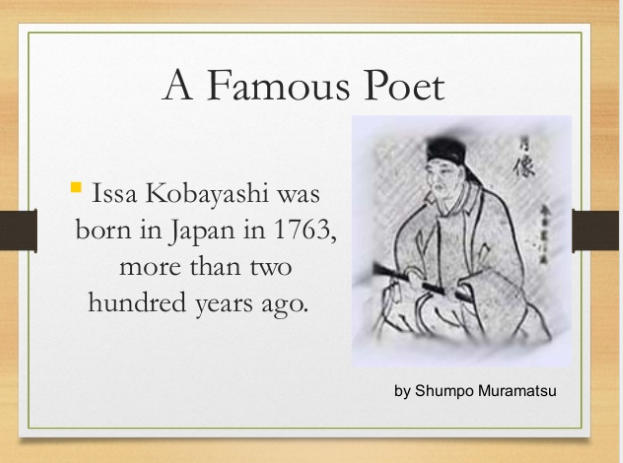 A Famous Poet
Issa Kobayashi was
born in Japan in 1763,
more than two
hundred years ago.
像
by Shumpo Muramatsu